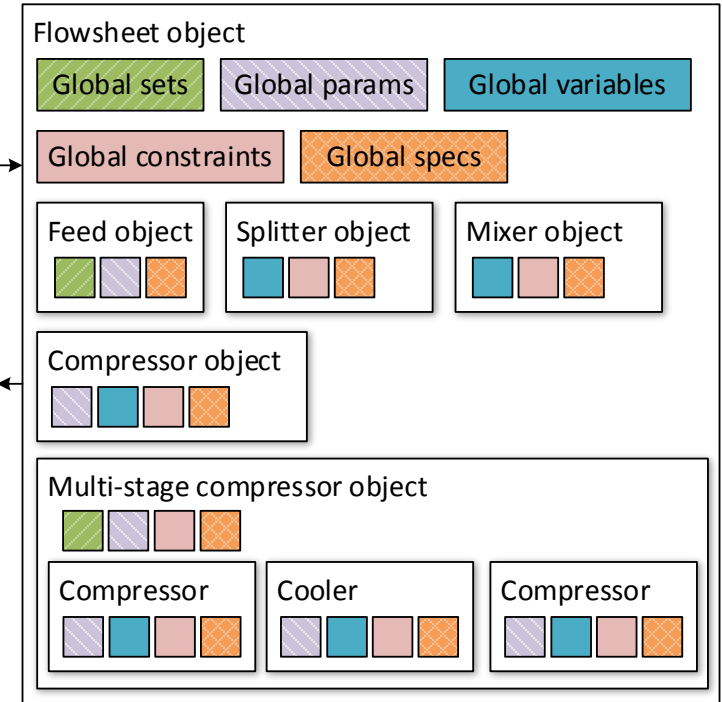 Flowsheet object
Global sets
Global params
Global variables
Global constraints
Global specs
Feed object
Splitter object
Mixer object
Compressor object
Multi-stage compressor object
Compressor
Cooler
Compressor